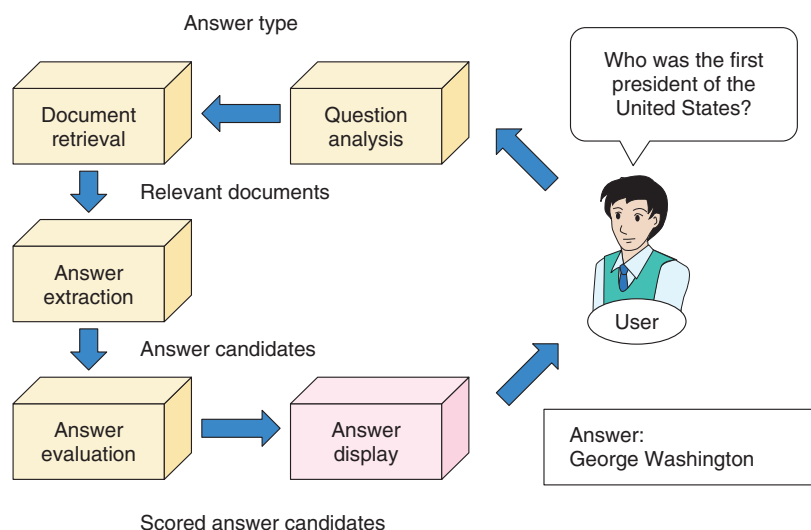 Answer type
Who was the first
president of the
United States?
Document
retrieval
Question
analysis
Relevant documents
Answer
extraction
User
Answer candidates
Answer
evaluation
Answer
display
Answer:
George Washington
Scored answer candidates